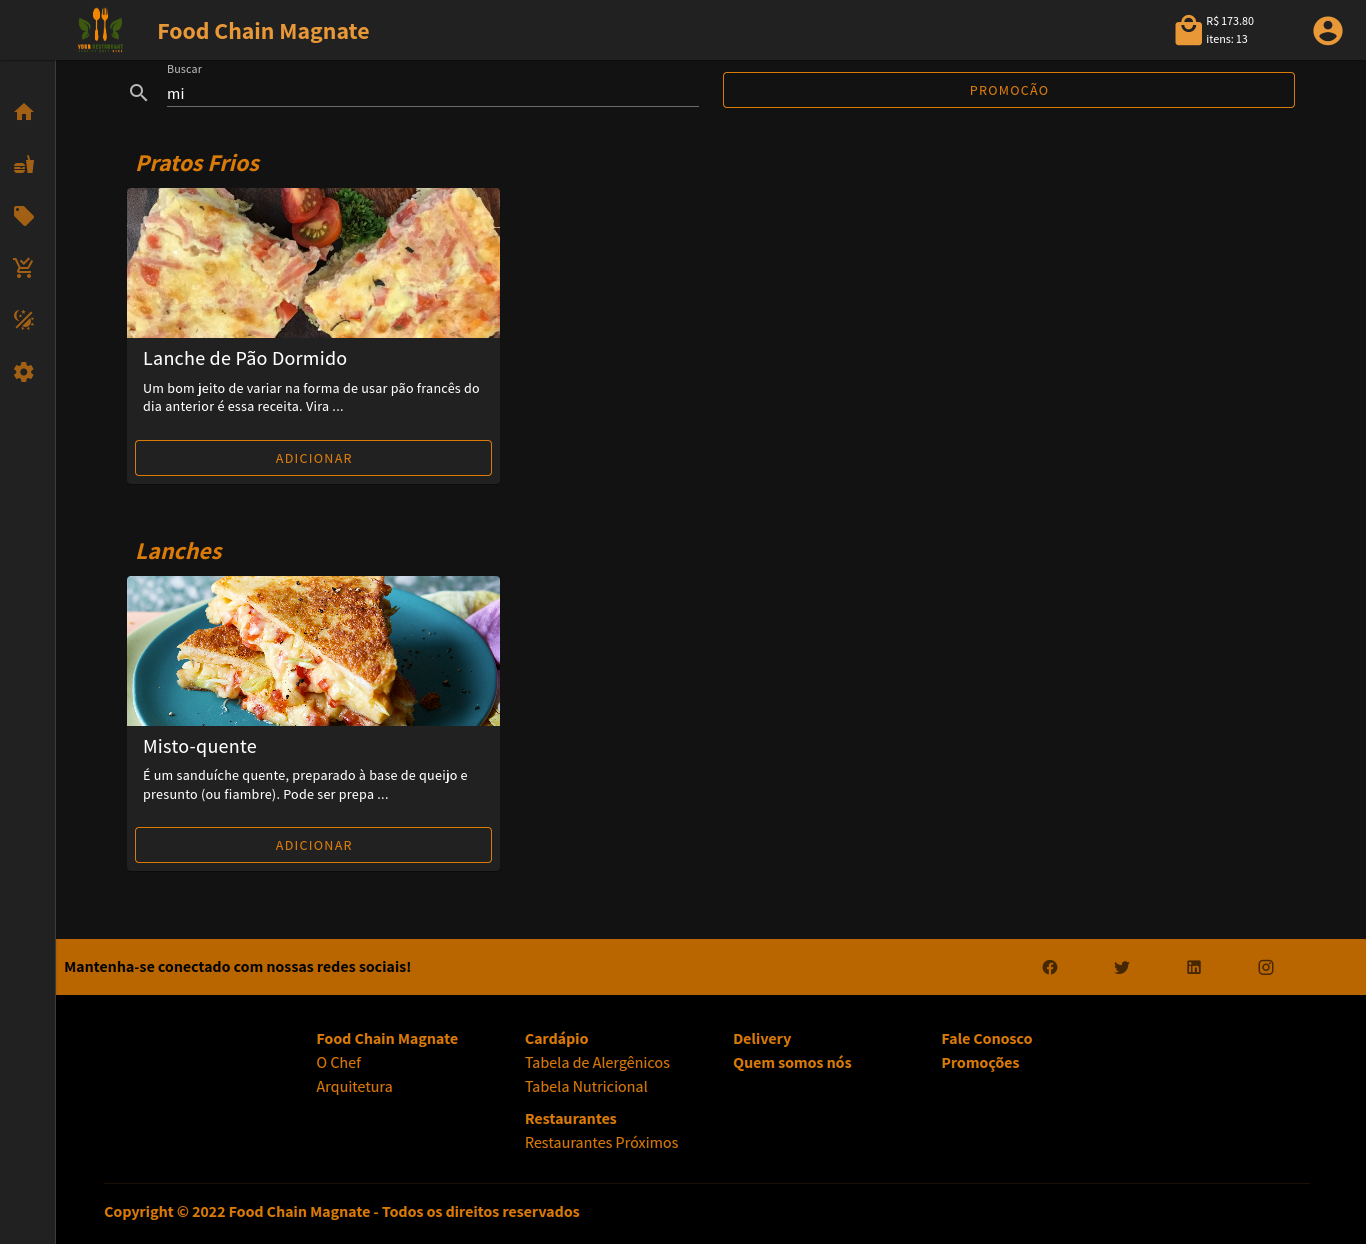 Food Chain Magnate
R$ 173.80
itens: 13
Buscar
mi
PROMOCÃO
Pratos Frios
Lanche de Pão Dormido
Um bom jeito de variar na forma de usar pão francês do
dia anterior é essa receita. Vira ...
ADICIONAR
Lanches
Misto-quente
É um sanduíche quente, preparado à base de queijo e
presunto (ou fiambre). Pode ser prepa ...
ADICIONAR
Mantenha-se conectado com nossas redes sociais!
Food Chain Magnate
O Chef
Arquitetura
Cardápio
Tabela de Alergênicos
Tabela Nutricional
Restaurantes
Restaurantes Próximos
Delivery
Quem somos nós
Fale Conosco
Promoções
Copyright © 2022 Food Chain Magnate - Todos os direitos reservados